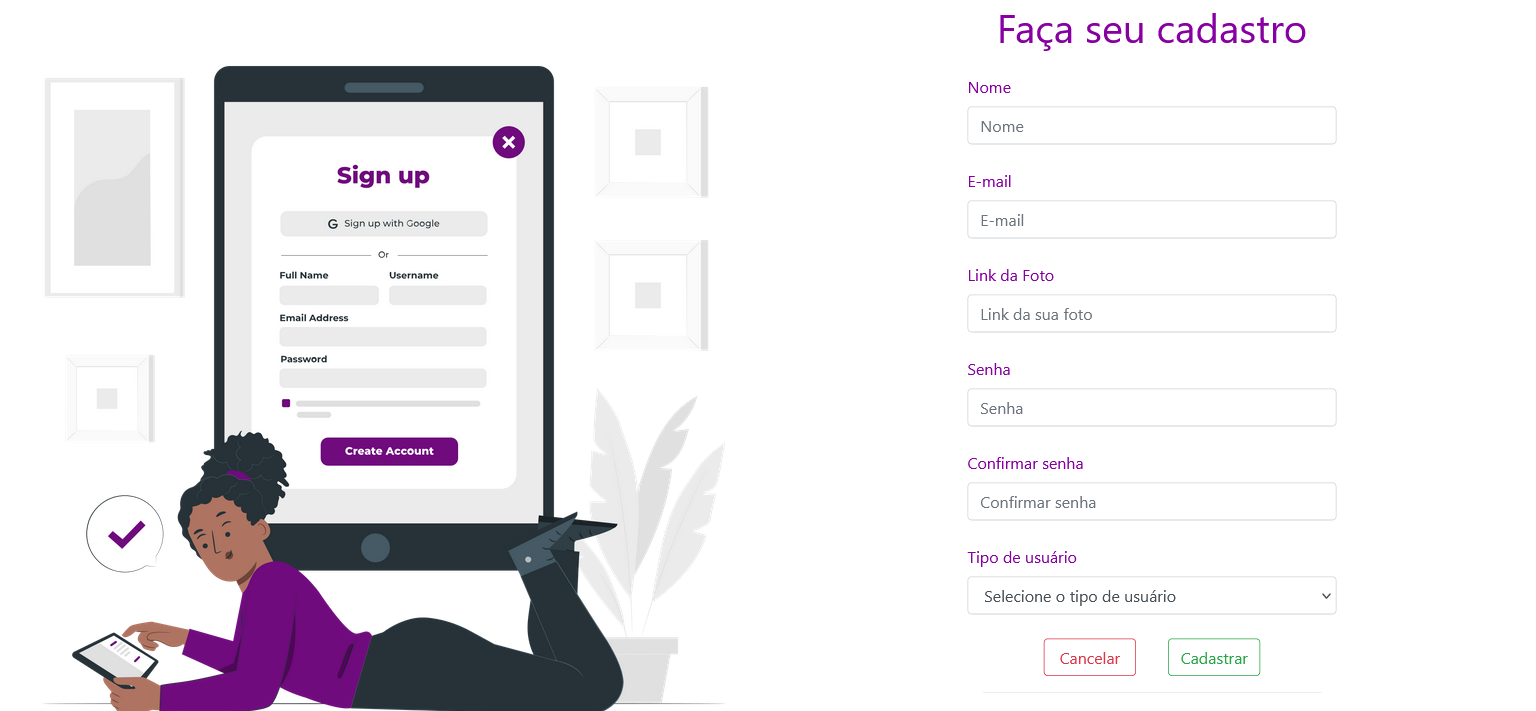 Sign up
G Sign up with Google
Or
Full Name Username
Email Address
Password
Create Account
Faça seu cadastro
Nome
Nome
E-mail
E-mail
Link da Foto
Link da sua foto
Senha
Senha
Confirmar senha
Confirmar senha
Tipo de usuário
Selecione o tipo de usuário
Cancelar Cadastrar